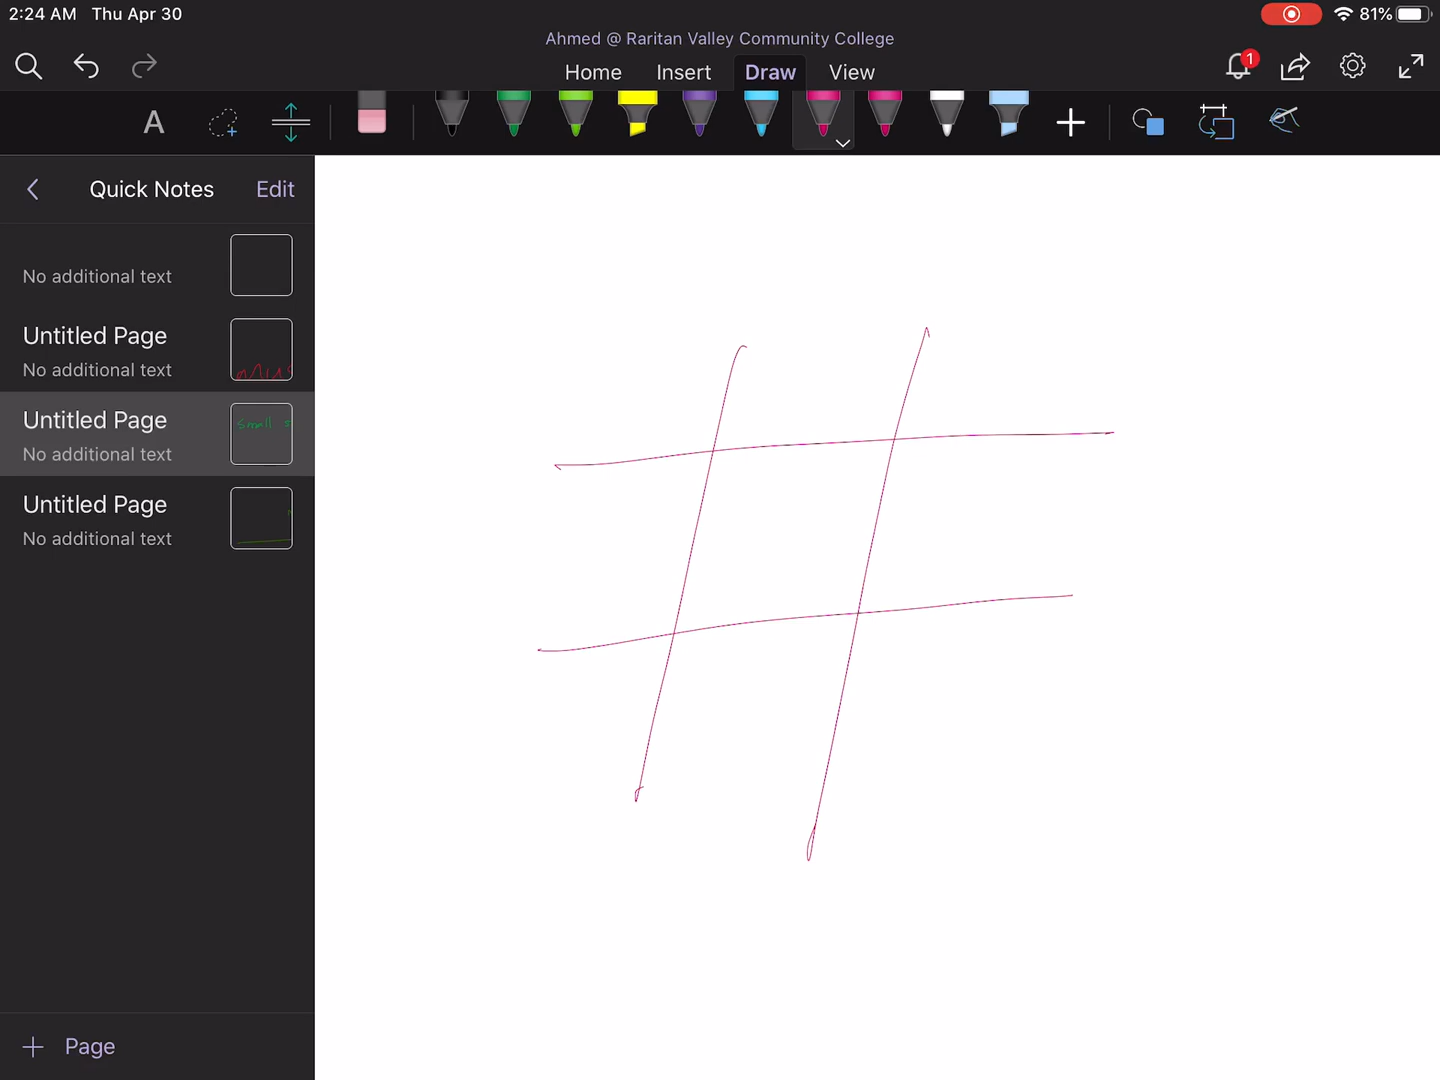 2:24 AM Thu Apr 30
81%
Ahmed @ Raritan Valley Community College
Home Insert Draw View
1
A
Quick Notes Edit
No additional text
Untitled Page
No additional text
Untitled Page
small =
No additional text
Untitled Page
No additional text
+ Page